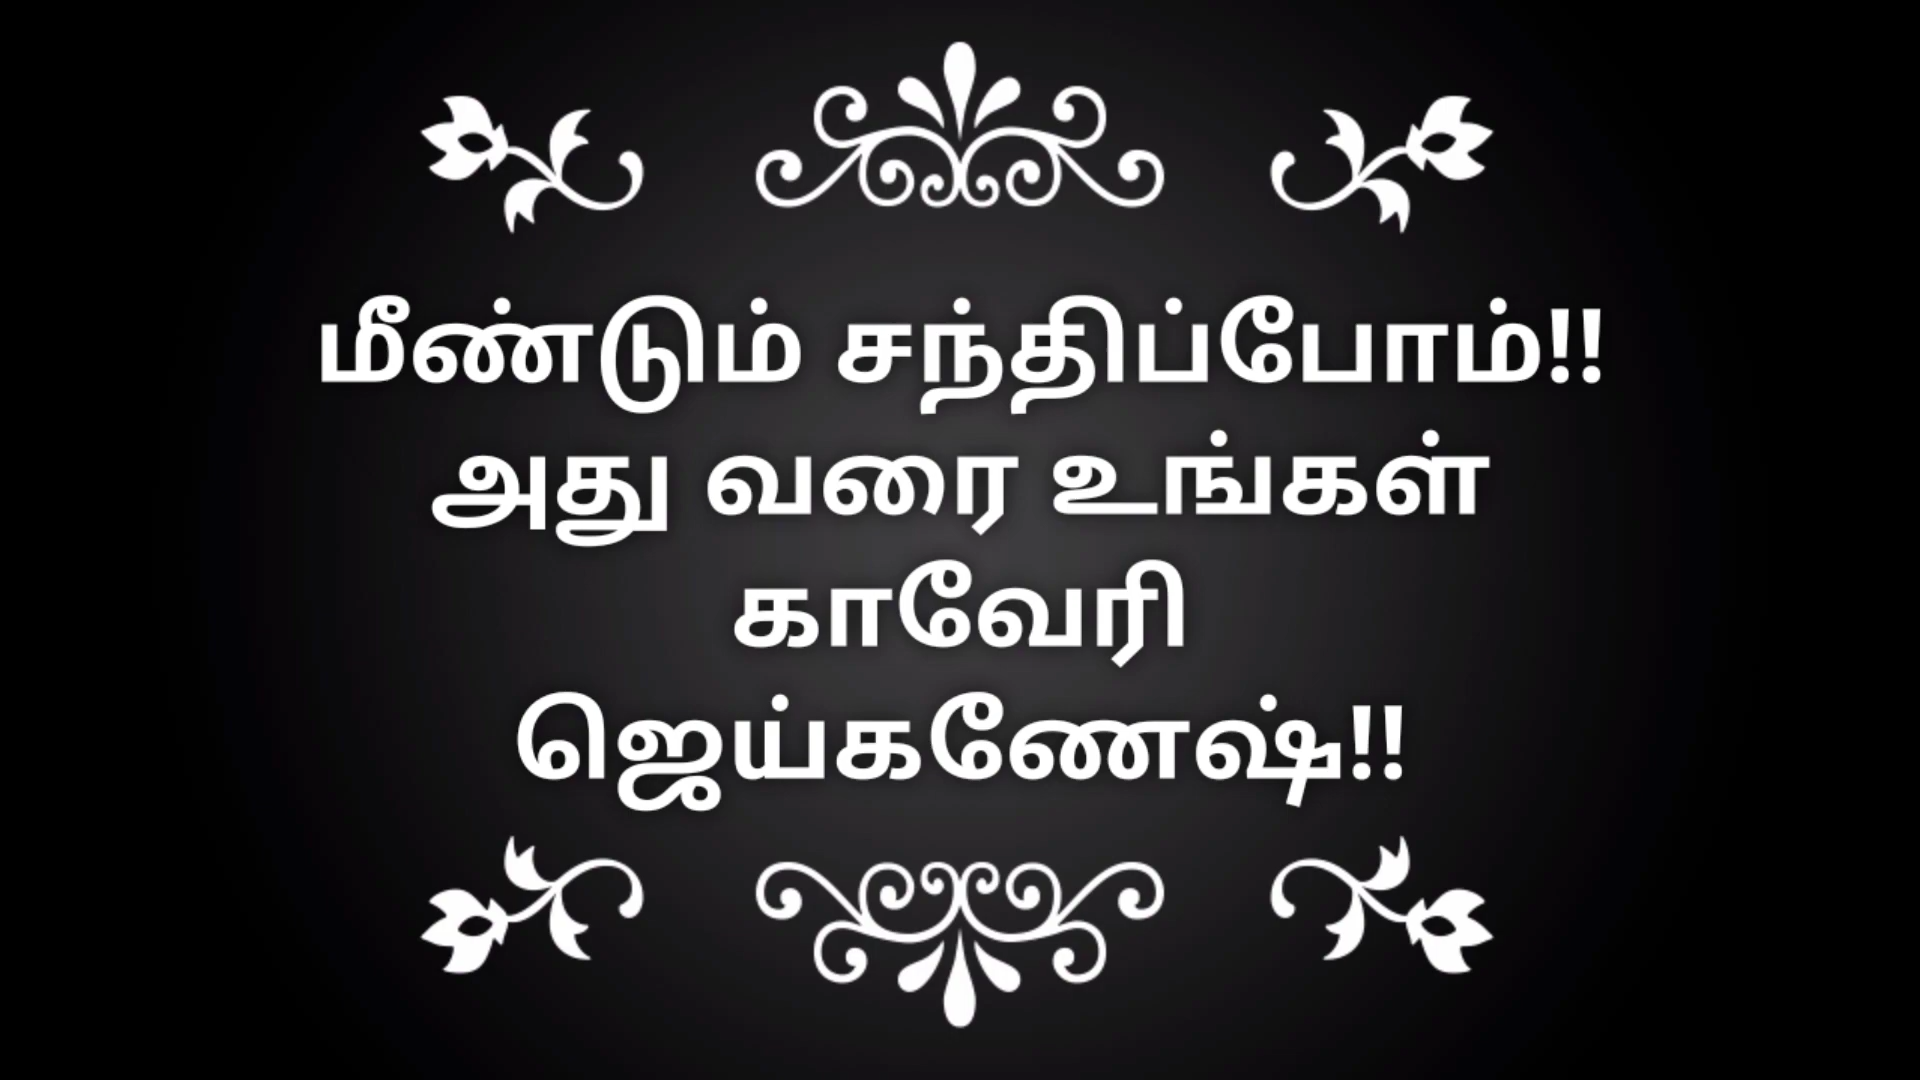 மீண்டும் சந்திப்போம்!!
அது வரை உங்கள்
காவேரி
ஜெய்கணேஷ்!!